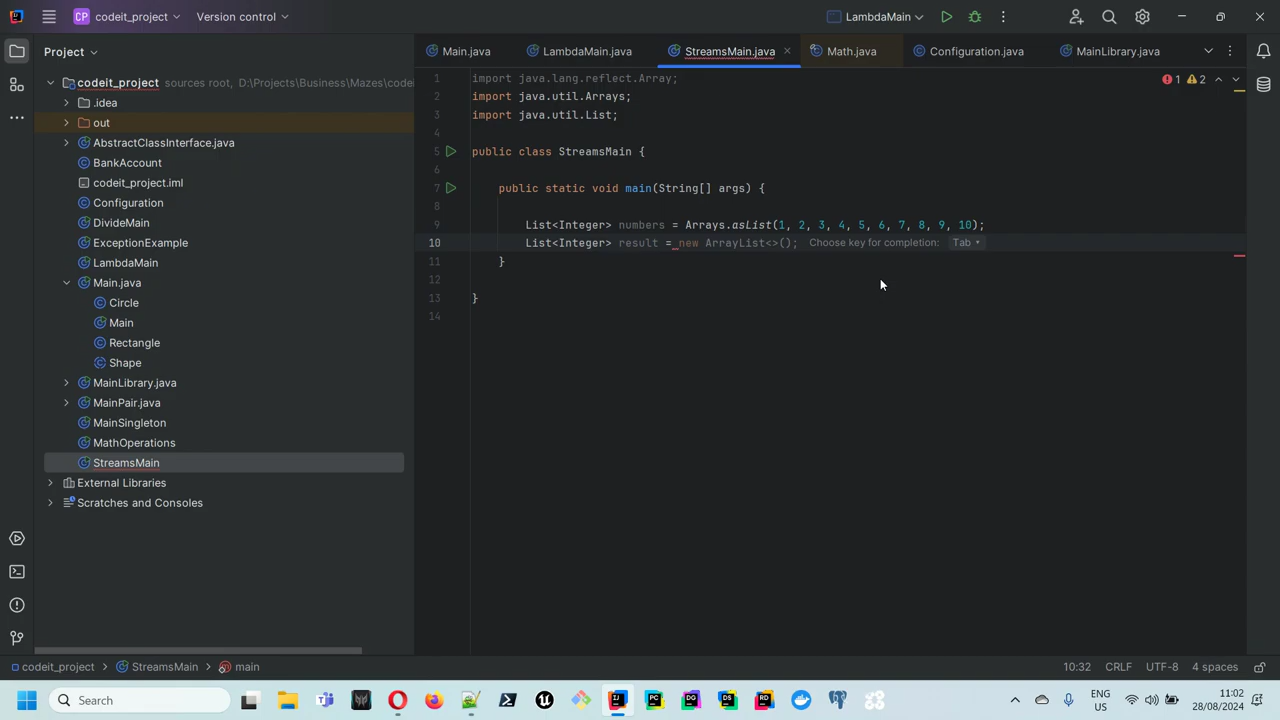 CP codeit_project Version control LambdaMain
Project
Main.java LambdaMain.java StreamsMain.java Math.java Configuration.java MainLibrary.java
codeit_project sources root, D:\Projects\Business\Mazes\codei
.idea
out
AbstractClassInterface.java
BankAccount
codeit_project.iml
Configuration
DivideMain
ExceptionExample
LambdaMain
Main.java
Circle
Main
Rectangle
Shape
MainLibrary.java
MainPair.java
MainSingleton
MathOperations
StreamsMain
External Libraries
Scratches and Consoles
1 import java.lang.reflect.Array;
1 2
2 import java.util.Arrays;
3 import java.util.List;
4
5 public class StreamsMain {
6
7 public static void main(String[] args) {
8
9 List<Integer> numbers = Arrays.asList(1, 2, 3, 4, 5, 6, 7, 8, 9, 10);
10 List<Integer> result = new ArrayList<>(); Choose key for completion: Tab
11 }
12
13 }
14
codeit_project StreamsMain main 10:32 CRLF UTF-8 4 spaces
Search
IJ PC DG DS RD
ENG
US
11:02
28/08/2024